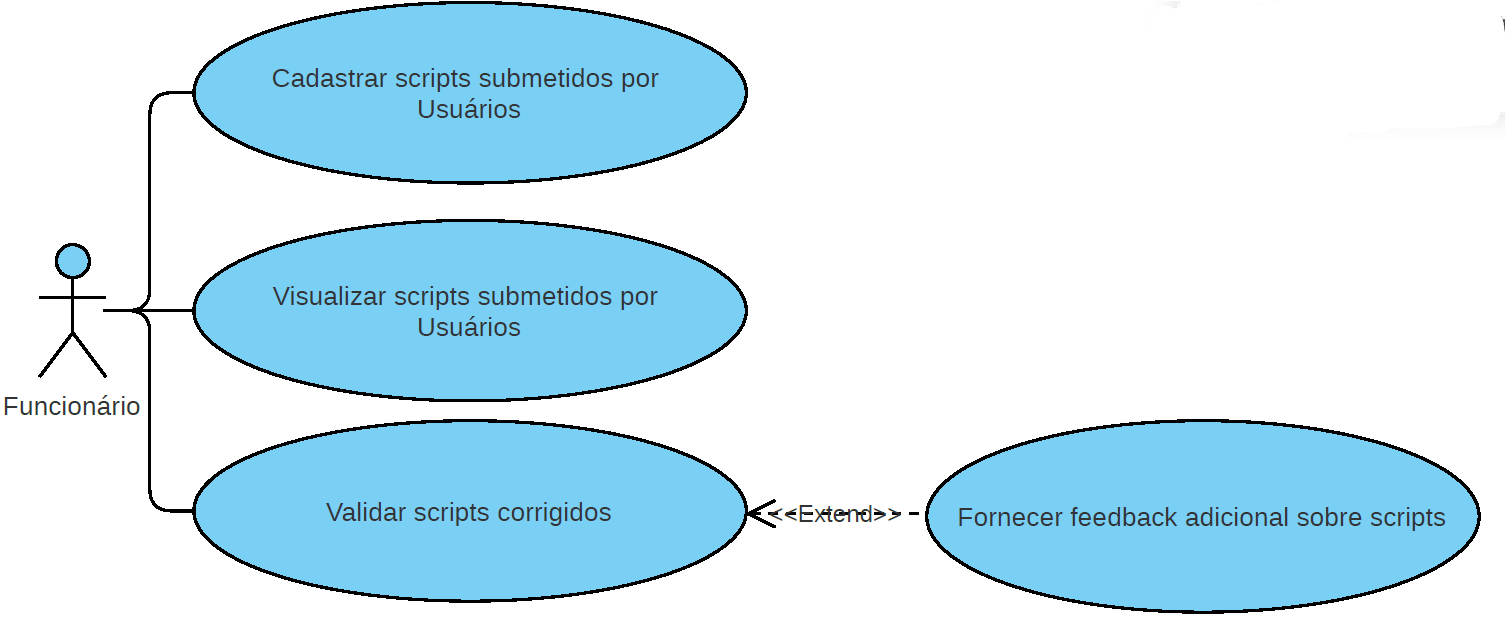 Cadastrar scripts submetidos por
Usuários
Visualizar scripts submetidos por
Usuários
Funcionário
Validar scripts corrigidos
<<Extend>>
Fornecer feedback adicional sobre scripts